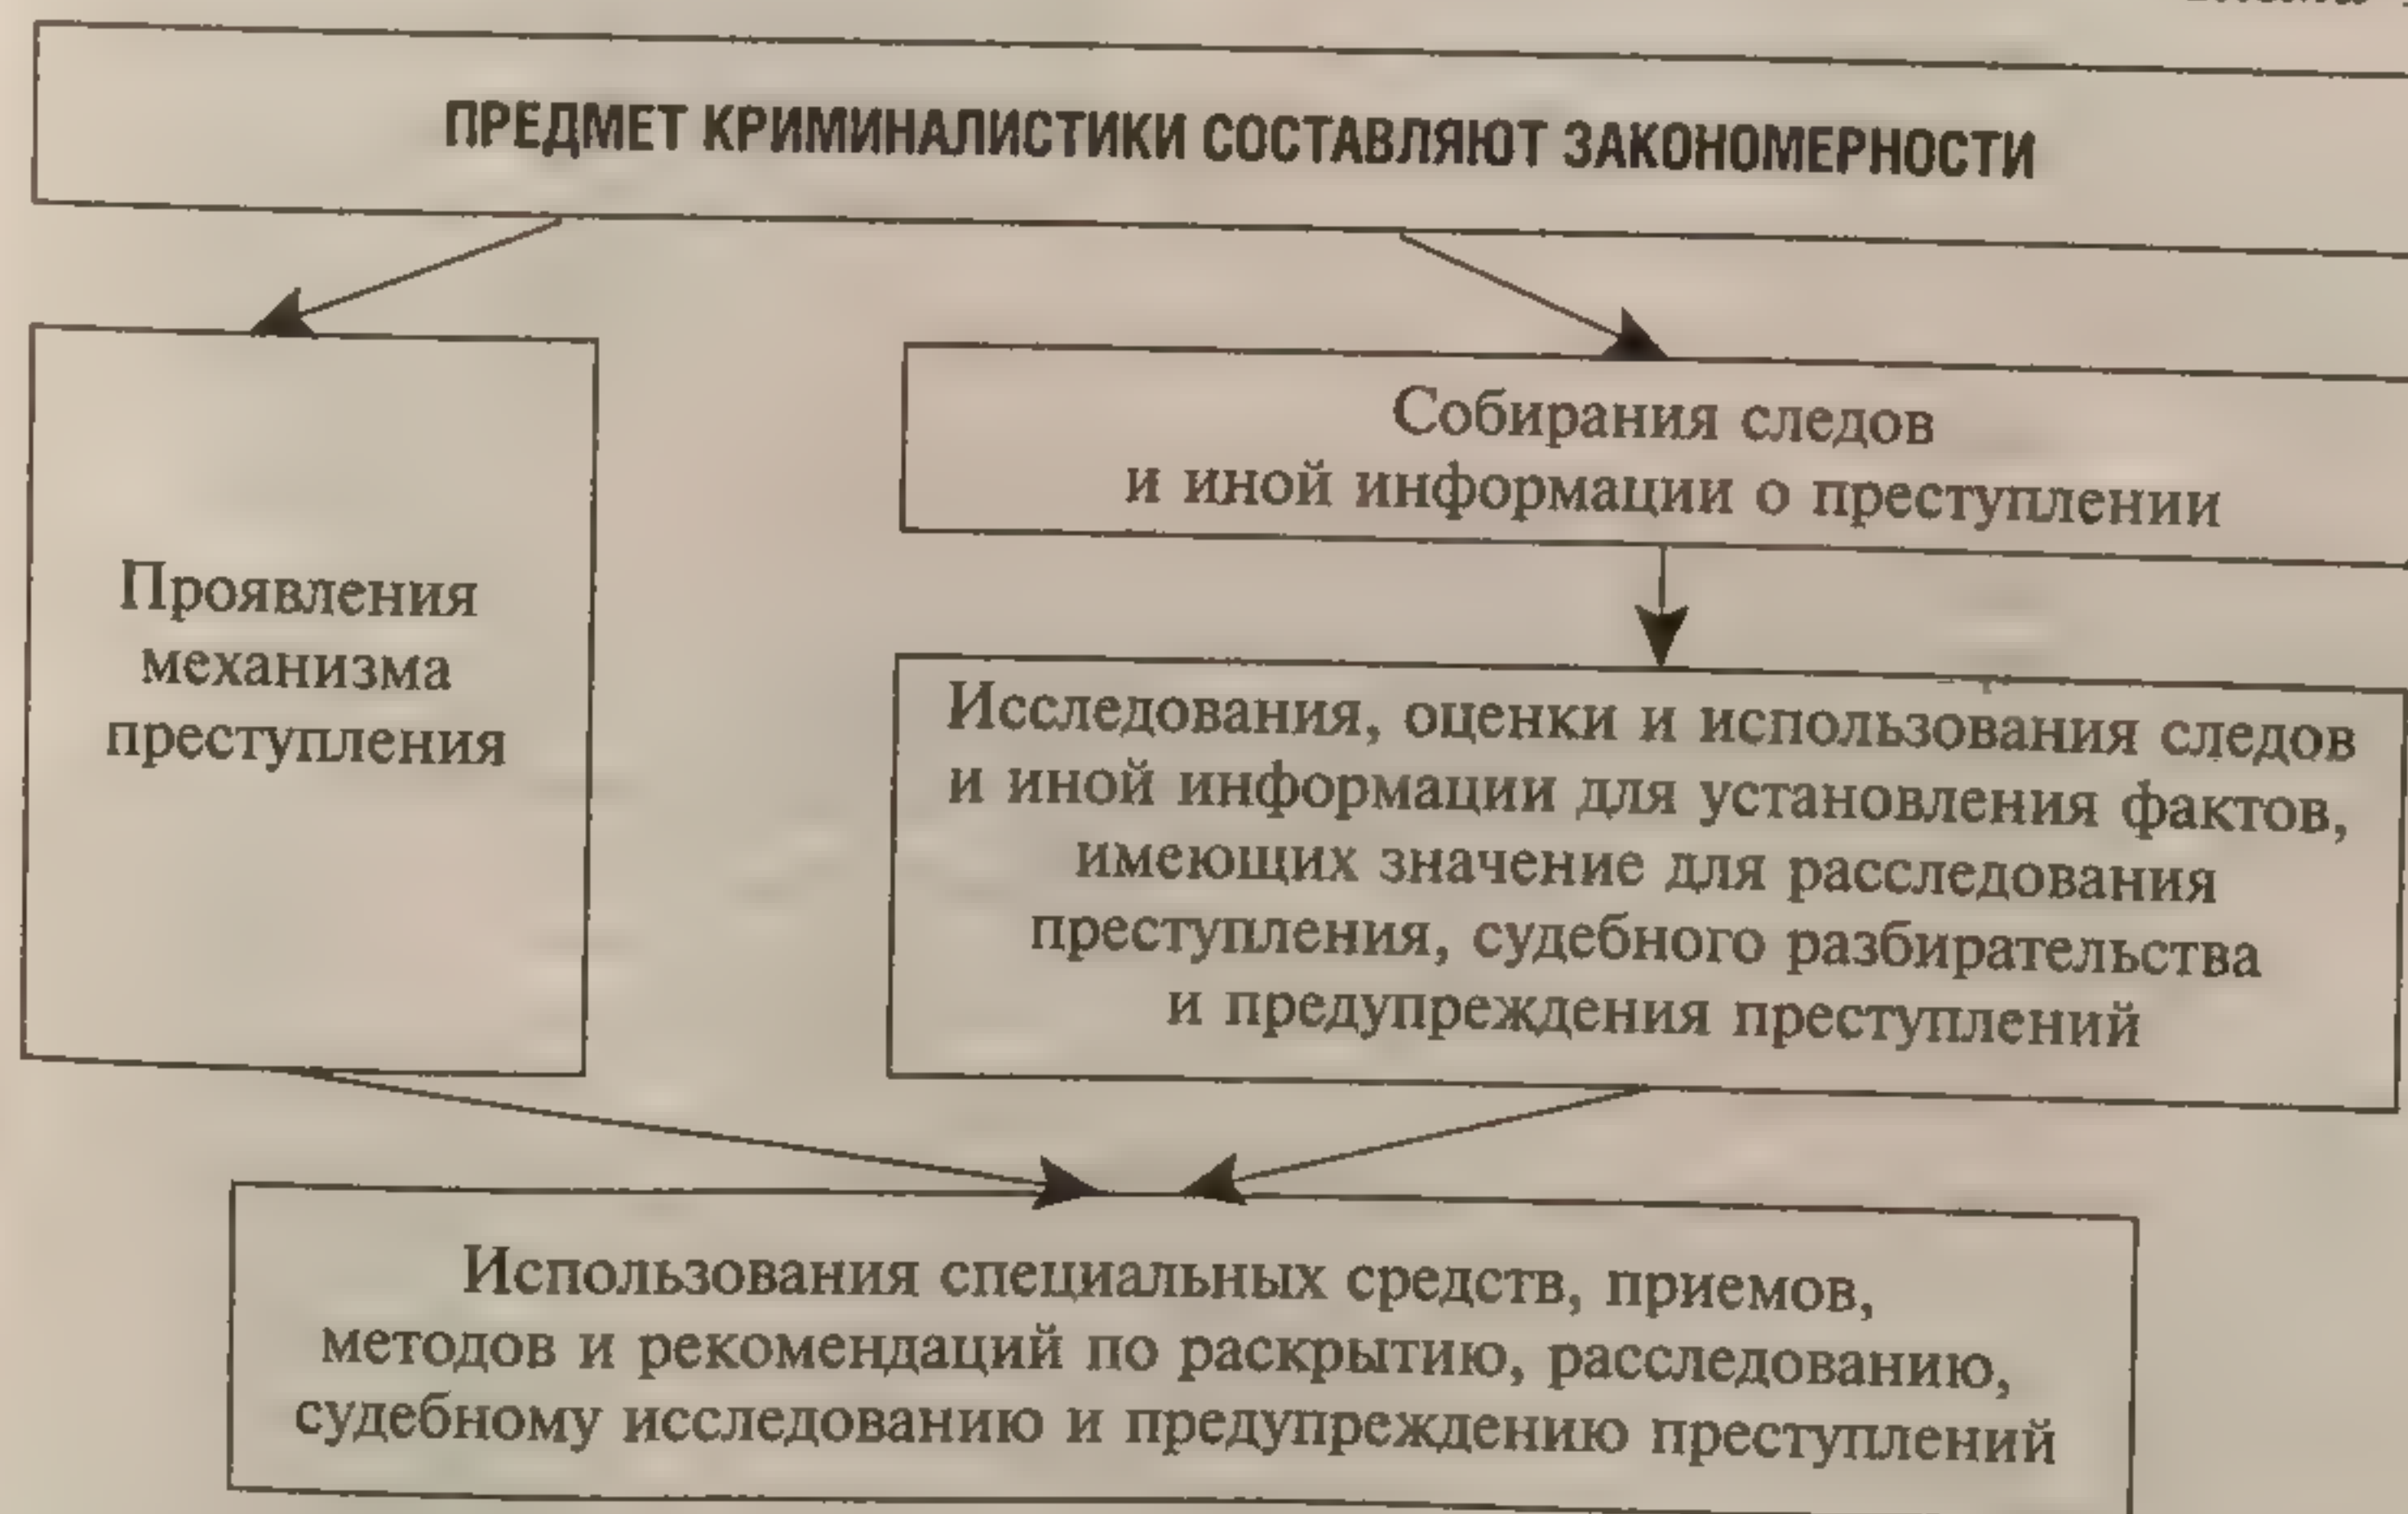 ПРЕДМЕТ КРИМИНАЛИСТИКИ СОСТАВЛЯЮТ ЗАКОНОМЕРНОСТИ
Проявления
механизма
преступления
Собирания следов
и иной информации о преступлении
Исследования, оценки и использования следов
и иной информации для установления фактов,
имеющих значение для расследования
преступления, судебного разбирательства
и предупреждения преступлений
Использования специальных средств, приемов,
методов и рекомендаций по раскрытию, расследованию,
судебному исследованию и предупреждению преступлений